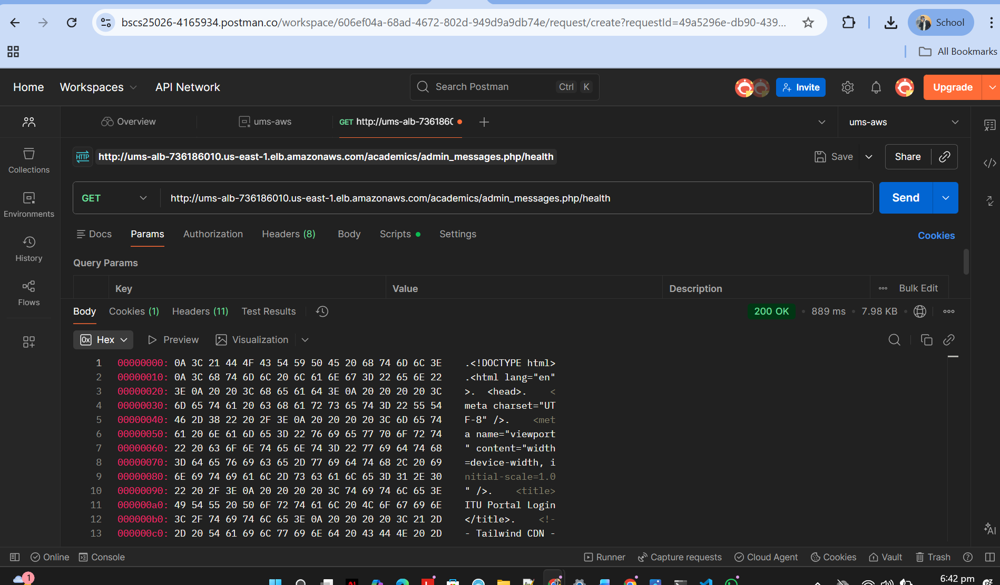 bscs25026-4165934.postman.co/workspace/606ef04a-68ad-4672-802d-949d9a9db74e/request/create?requestId=49a5296e-db90-439...
School
All Bookmarks
Home
Workspaces
API Network
Search Postman
Ctrl
K
Invite
Upgrade
Overview
ums-aws
GET http://ums-alb-7361860
ums-aws
HTTP
http://ums-alb-736186010.us-east-1.elb.amazonaws.com/academics/admin_messages.php/health
Save
Share
Collections
GET
http://ums-alb-736186010.us-east-1.elb.amazonaws.com/academics/admin_messages.php/health
Send
Environments
Docs
Params
Authorization
Headers (8)
Body
Scripts
Settings
Cookies
History
Query Params
Key
Value
Description
Bulk Edit
Flows
Body
Cookies (1)
Headers (11)
Test Results
200 OK
889 ms
7.98 KB
0x Hex
Preview
Visualization
1 00000000: 0A 3C 21 44 4F 43 54 59 50 45 20 68 74 6D 6C 3E .<!DOCTYPE html>
2 00000010: 0A 3C 68 74 6D 6C 20 6C 61 6E 67 3D 22 65 6E 22 .<html lang="en"
3 00000020: 3E 0A 20 20 3C 68 65 61 64 3E 0A 20 20 20 20 3C >. <head>. <
4 00000030: 6D 65 74 61 20 63 68 61 72 73 65 74 3D 22 55 54 meta charset="UT
5 00000040: 46 2D 38 22 20 2F 3E 0A 20 20 20 20 3C 6D 65 74 F-8" />. <met
6 00000050: 61 20 6E 61 6D 65 3D 22 76 69 65 77 70 6F 72 74 a name="viewport
7 00000060: 22 20 63 6F 6E 74 65 6E 74 3D 22 77 69 64 74 68 " content="width
8 00000070: 3D 64 65 76 69 63 65 2D 77 69 64 74 68 2C 20 69 =device-width, i
9 00000080: 6E 69 74 69 61 6C 2D 73 63 61 6C 65 3D 31 2E 30 nitial-scale=1.0
10 00000090: 22 20 2F 3E 0A 20 20 20 20 3C 74 69 74 6C 65 3E " />. <title>
11 000000a0: 49 54 55 20 50 6F 72 74 61 6C 20 4C 6F 67 69 6E ITU Portal Login
12 000000b0: 3C 2F 74 69 74 6C 65 3E 0A 20 20 20 20 3C 21 2D </title>. <!-
13 000000c0: 2D 20 54 61 69 6C 77 69 6E 64 20 43 44 4E 20 2D - Tailwind CDN -
AI
Online
Console
Runner
Capture requests
Cloud Agent
Cookies
Vault
Trash
1
6:42 pm